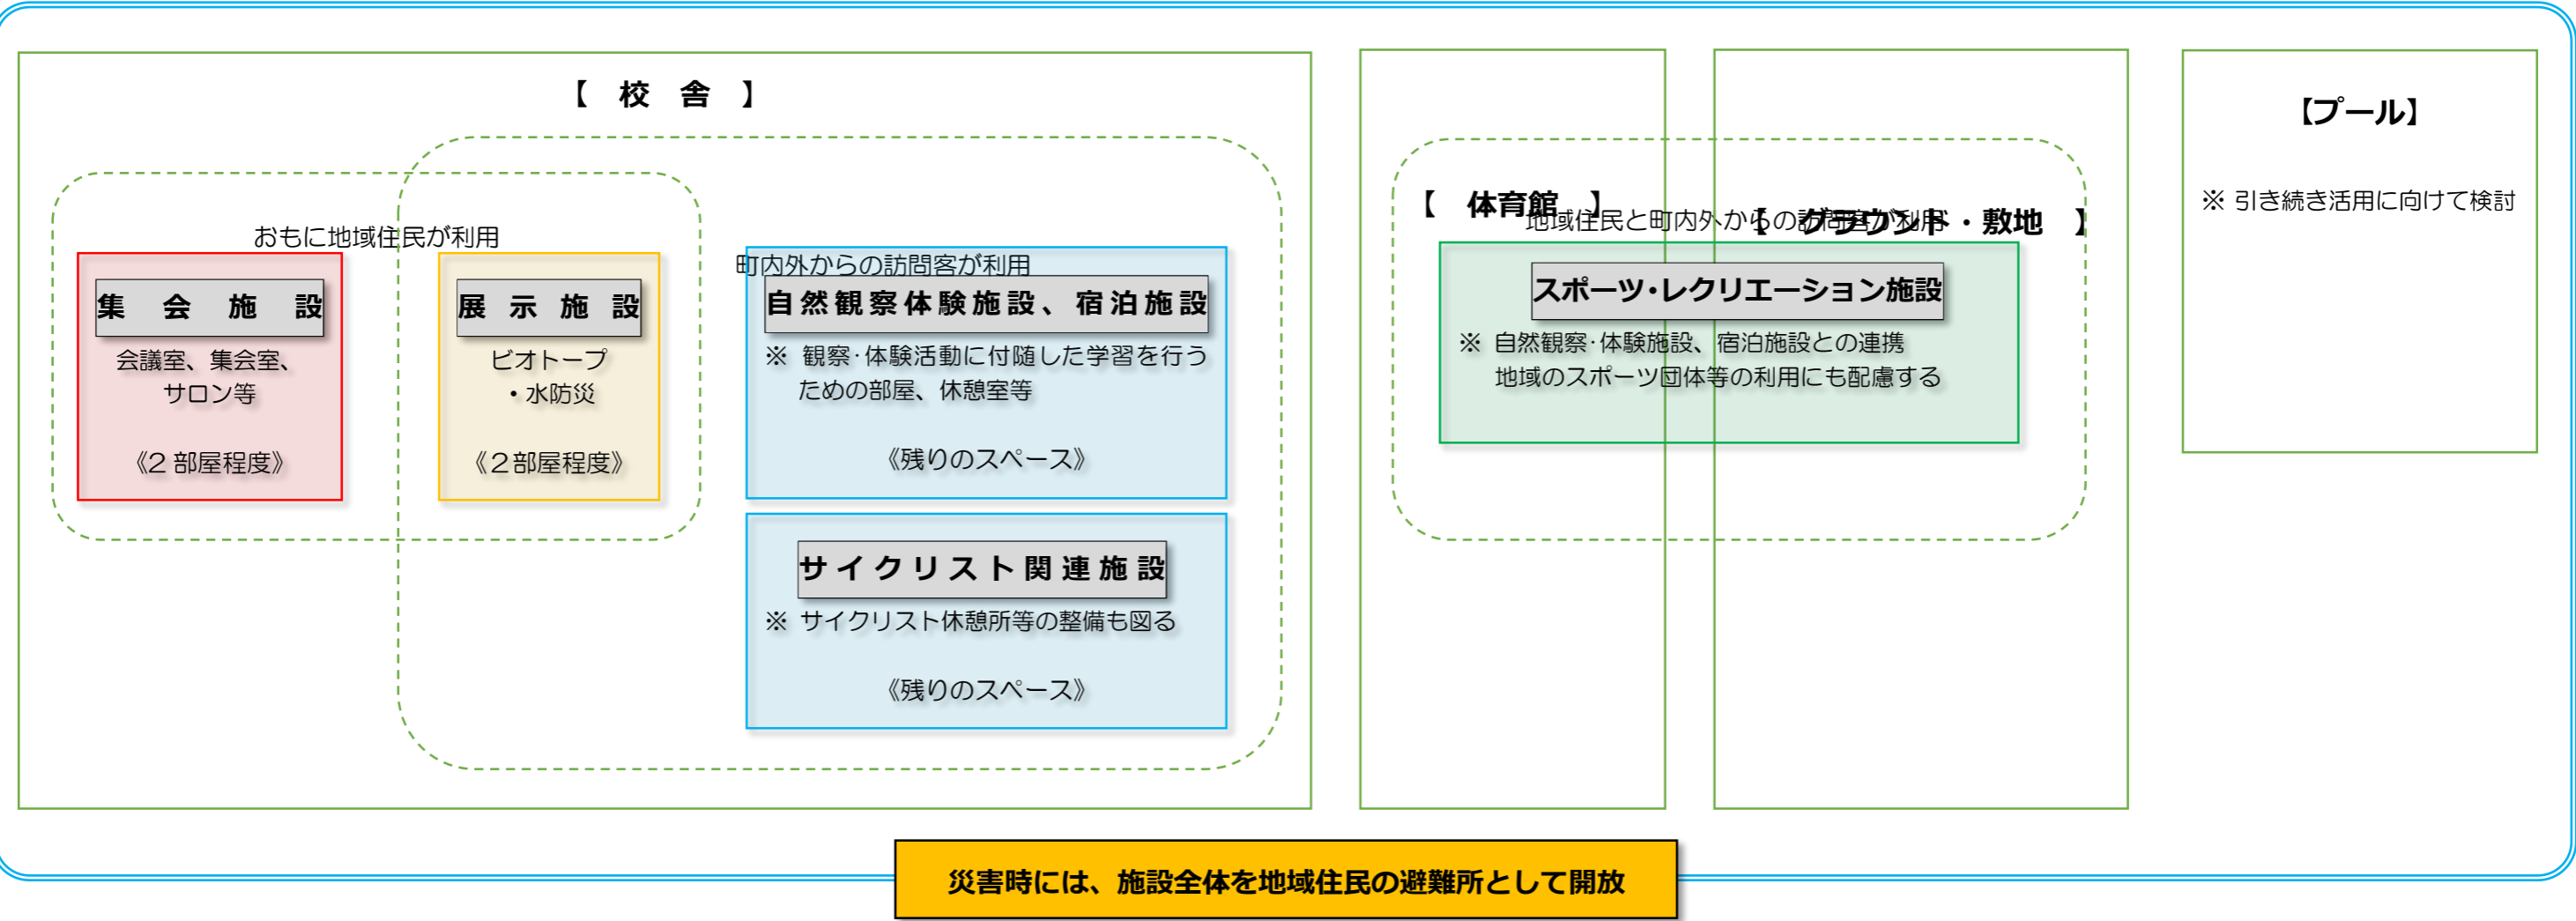 【 校 舎 】
おもに地域住民が利用
集会施設
会議室、集会室、
サロン等
《2部屋程度》
展示施設
ビオトープ
・水防災
《2部屋程度》
町内外からの訪問客が利用
自然観察体験施設、宿泊施設
※ 観察・体験活動に付随した学習を行う
ための部屋、休憩室等
《残りのスペース》
サイクリスト関連施設
※ サイクリスト休憩所等の整備も図る
《残りのスペース》
【 体育館 】
【 グラウンド・敷地 】
地域住民と町内外からの訪問客が利用
スポーツ・レクリエーション施設
※ 自然観察・体験施設、宿泊施設との連携
地域のスポーツ団体等の利用にも配慮する
【プール】
※ 引き続き活用に向けて検討
災害時には、施設全体を地域住民の避難所として開放